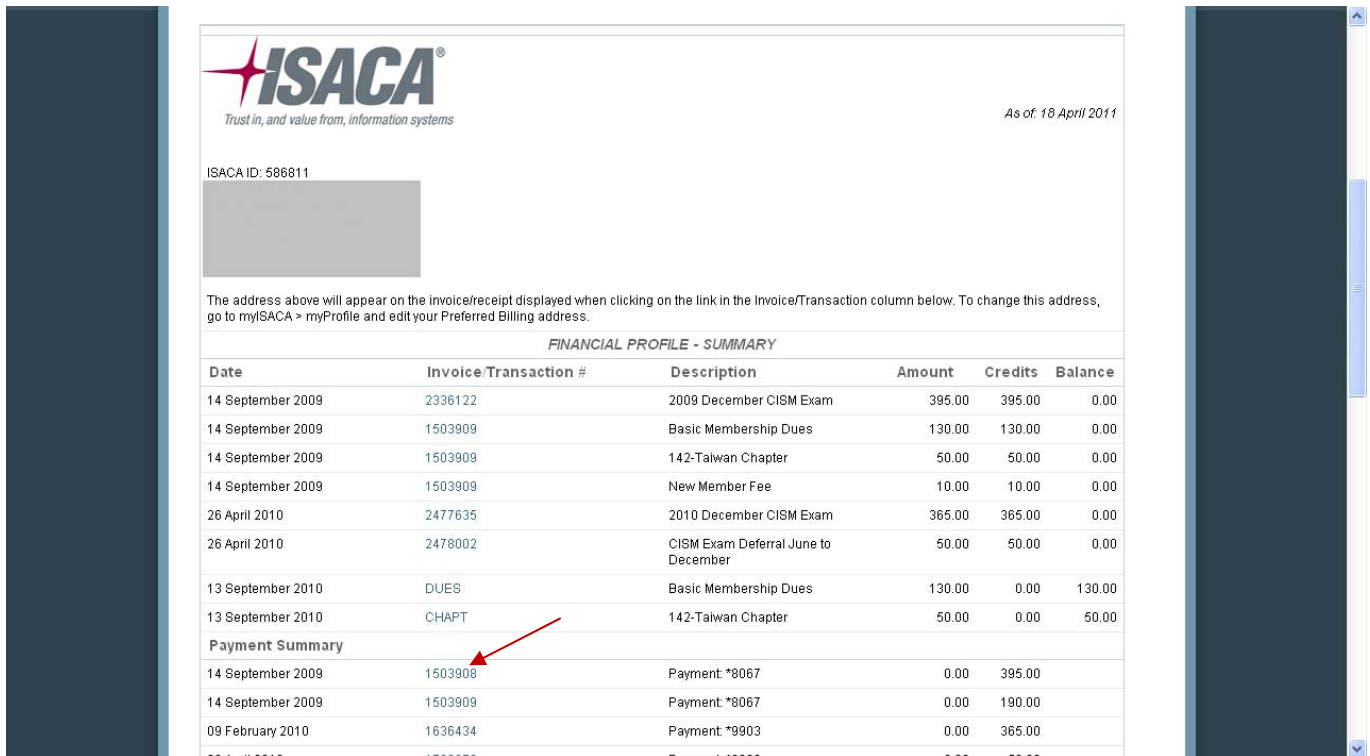 ISACA®
Trust in, and value from, information systems
As of: 18 April 2011
ISACA ID: 586811
The address above will appear on the invoice/receipt displayed when clicking on the link in the Invoice/Transaction column below. To change this address,
go to myISACA > myProfile and edit your Preferred Billing address.
FINANCIAL PROFILE - SUMMARY
Date Invoice/Transaction # Description Amount Credits Balance
14 September 2009 2336122 2009 December CISM Exam 395.00 395.00 0.00
14 September 2009 1503909 Basic Membership Dues 130.00 130.00 0.00
14 September 2009 1503909 142-Taiwan Chapter 50.00 50.00 0.00
14 September 2009 1503909 New Member Fee 10.00 10.00 0.00
26 April 2010 2477635 2010 December CISM Exam 365.00 365.00 0.00
26 April 2010 2478002 CISM Exam Deferral June to 50.00 50.00 0.00
December
13 September 2010 DUES Basic Membership Dues 130.00 0.00 130.00
13 September 2010 CHAPT 142-Taiwan Chapter 50.00 0.00 50.00
Payment Summary
14 September 2009 1503908 Payment: *8067 0.00 395.00
14 September 2009 1503909 Payment: *8067 0.00 190.00
09 February 2010 1636434 Payment: *9903 0.00 365.00